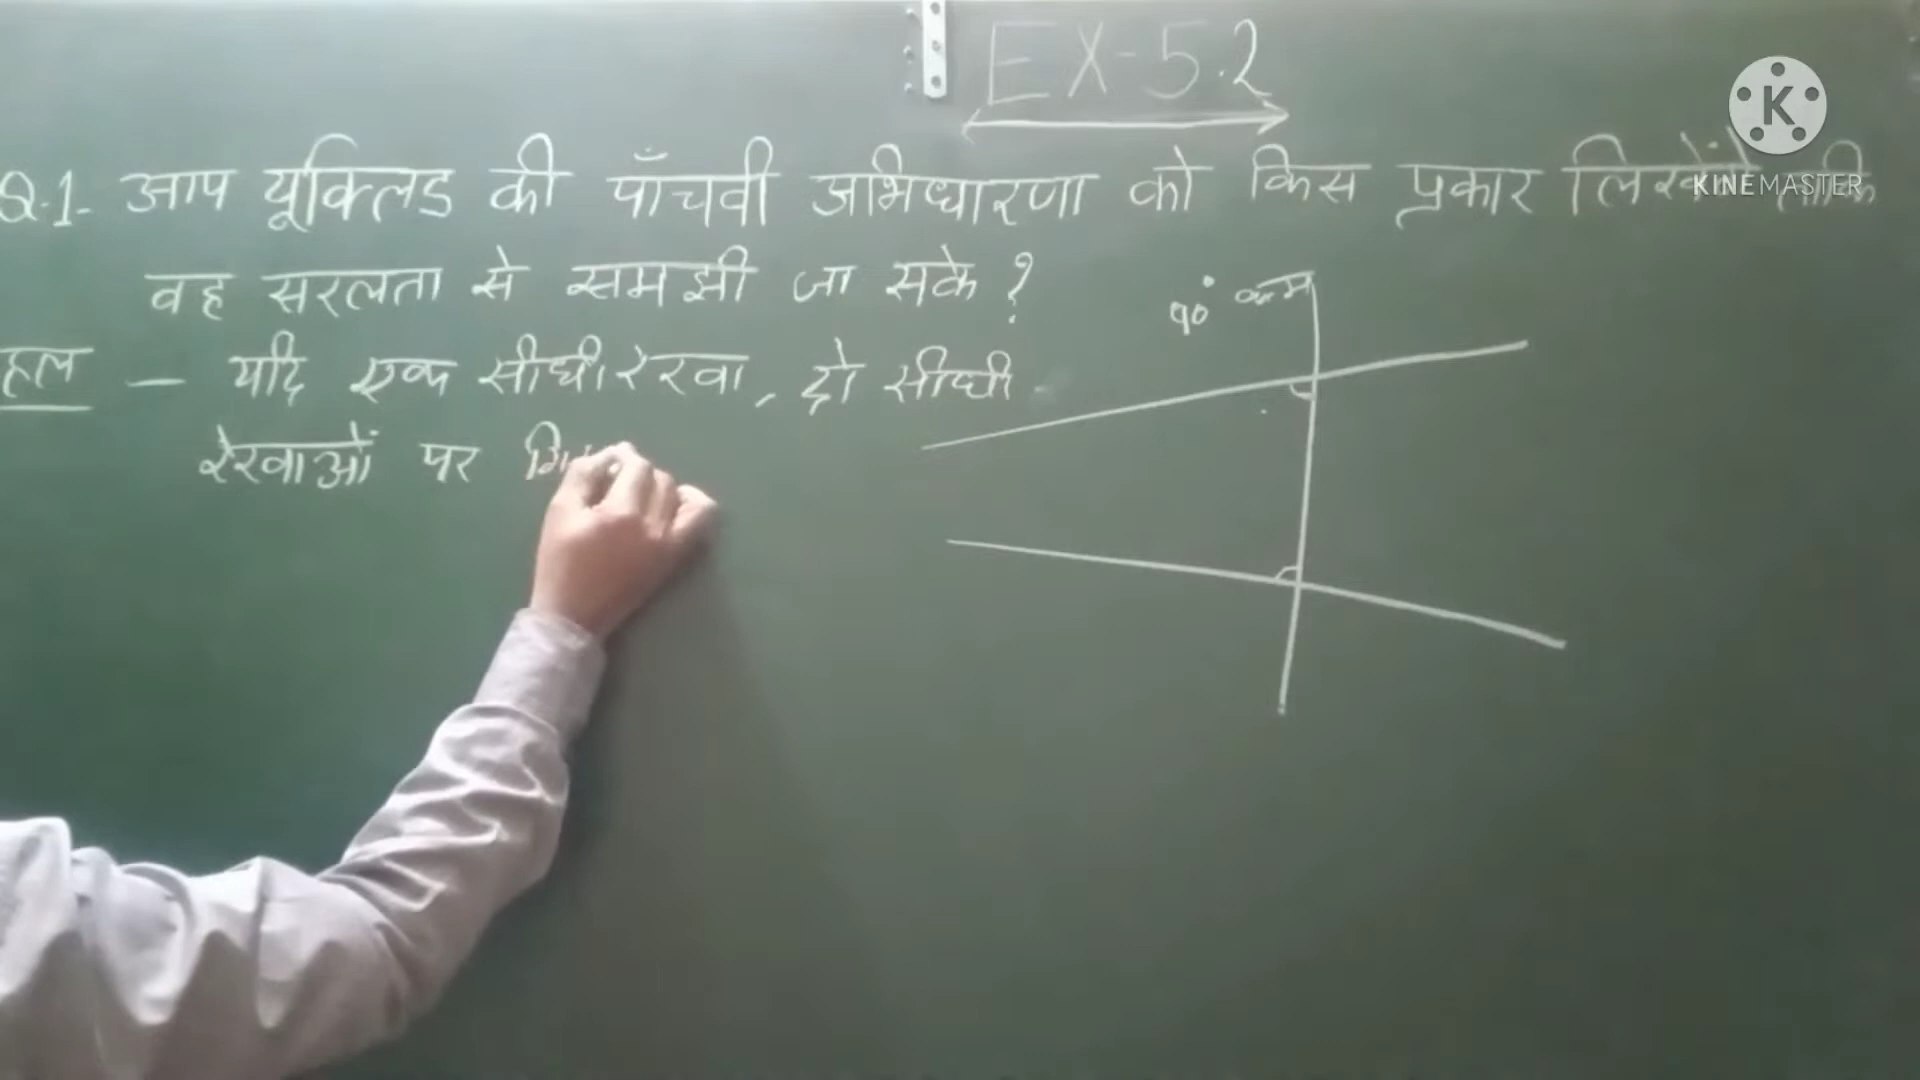 EX-5.2
Q.1- आप यूक्लिड की पाँचवी अभिधारणा को किस प्रकार लिखेंगे ताकि
वह सरलता से समझी जा सके ?
हल – यदि एक सीधी रेखा, दो सीधी
रेखाओं पर
90° कम
K
KINEMASTER